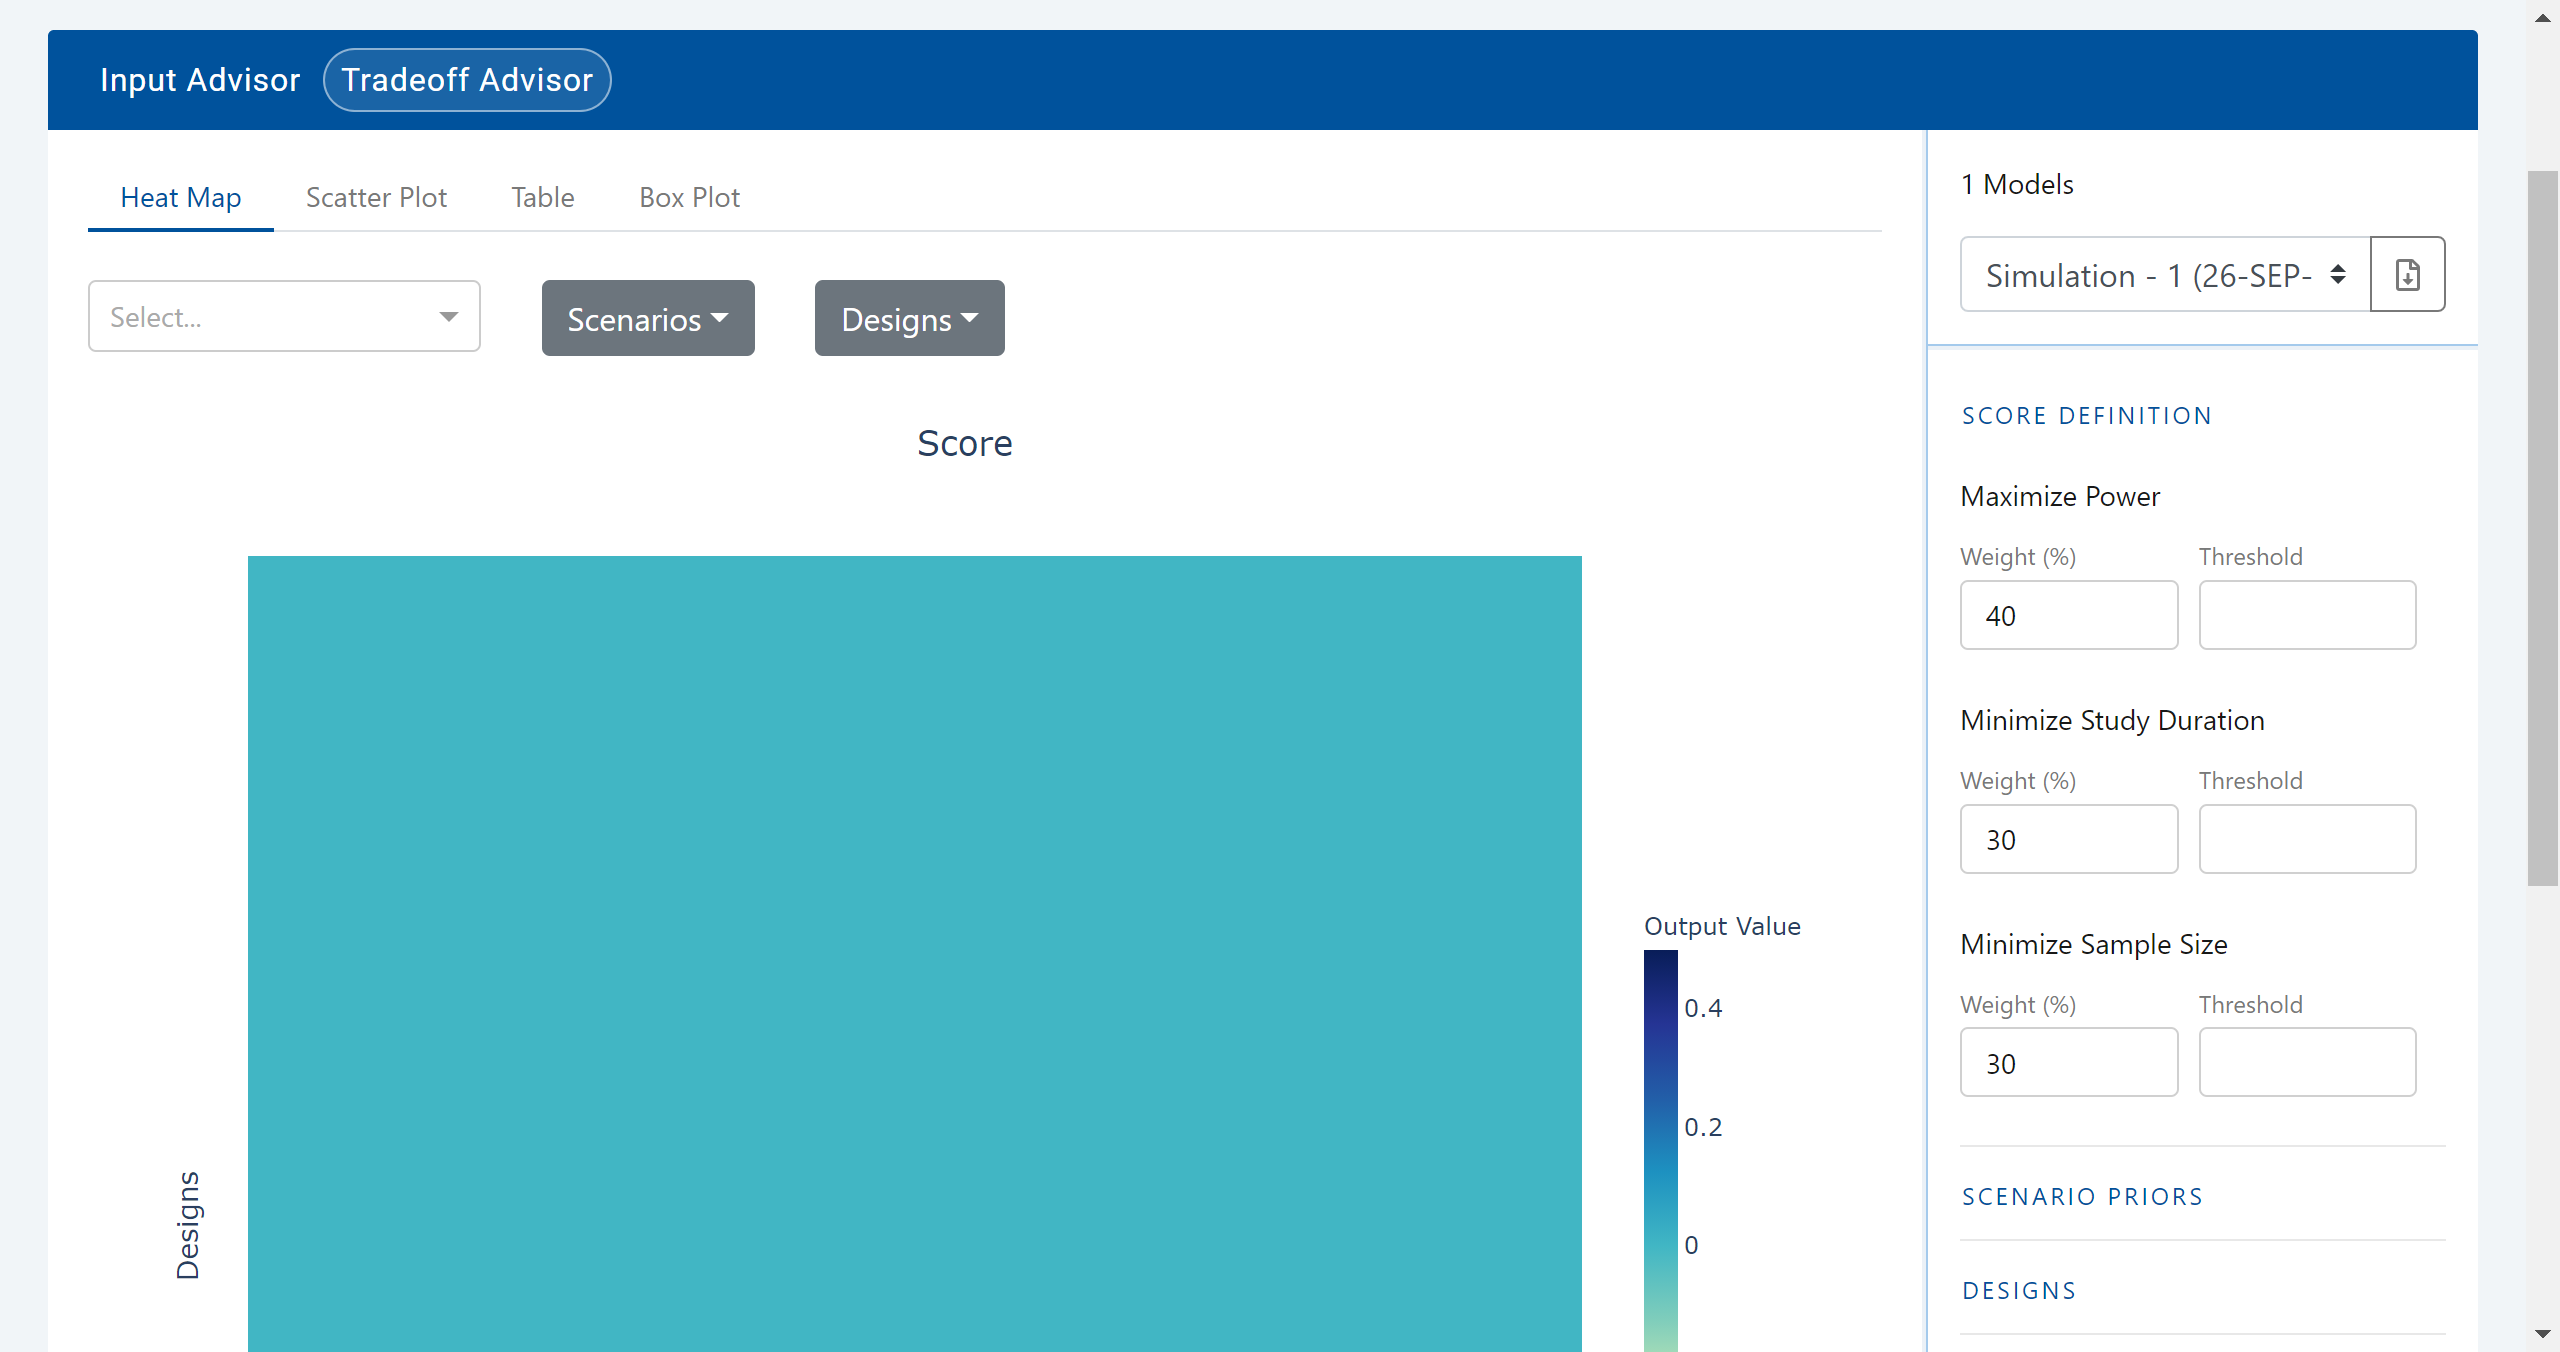 Input Advisor
Tradeoff Advisor
Heat Map
Scatter Plot
Table
Box Plot
Select...
Scenarios
Designs
Score
Designs
Output Value
0.4
0.2
0
1 Models
Simulation - 1 (26-SEP-
SCORE DEFINITION
Maximize Power
Weight (%)
Threshold
40
Minimize Study Duration
Weight (%)
Threshold
30
Minimize Sample Size
Weight (%)
Threshold
30
SCENARIO PRIORS
DESIGNS